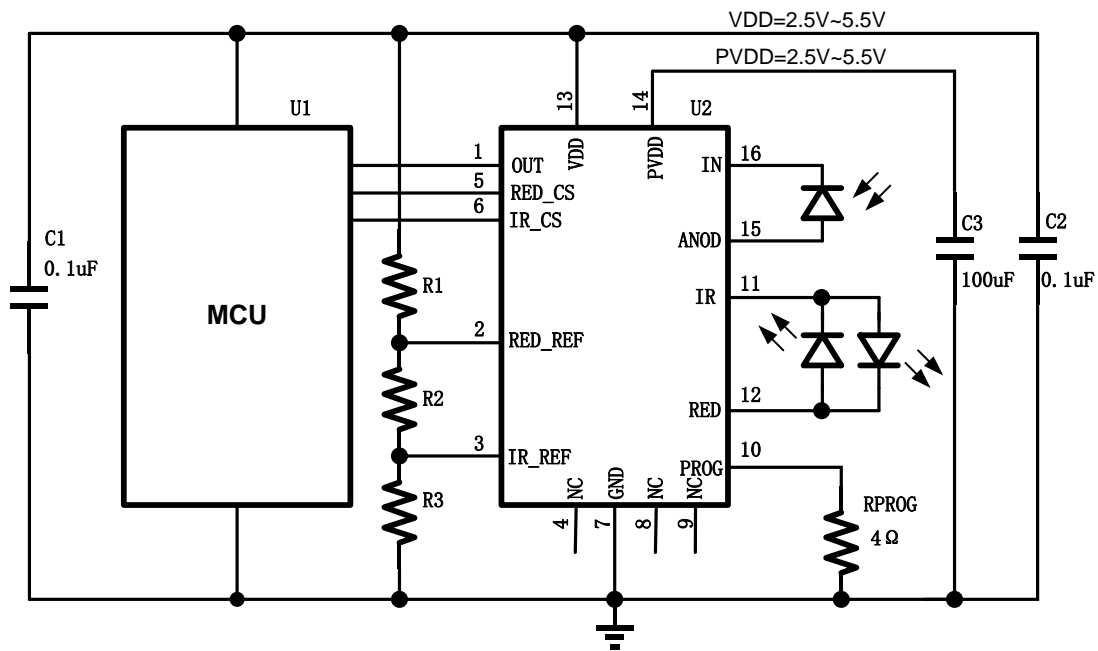 VDD=2.5V~5.5V
PVDD=2.5V~5.5V
U1
13
14
U2
VDD
PVDD
1
OUT
IN
16
5
RED_CS
6
IR_CS
ANOD
15
C1
0.1uF
C3
100uF
C2
0.1uF
R1
IR
11
MCU
2
RED_REF
R2
RED
12
3
IR_REF
PROG
10
R3
NC
GND
NC
NC
4
7
8
9
RPROG
4Ω